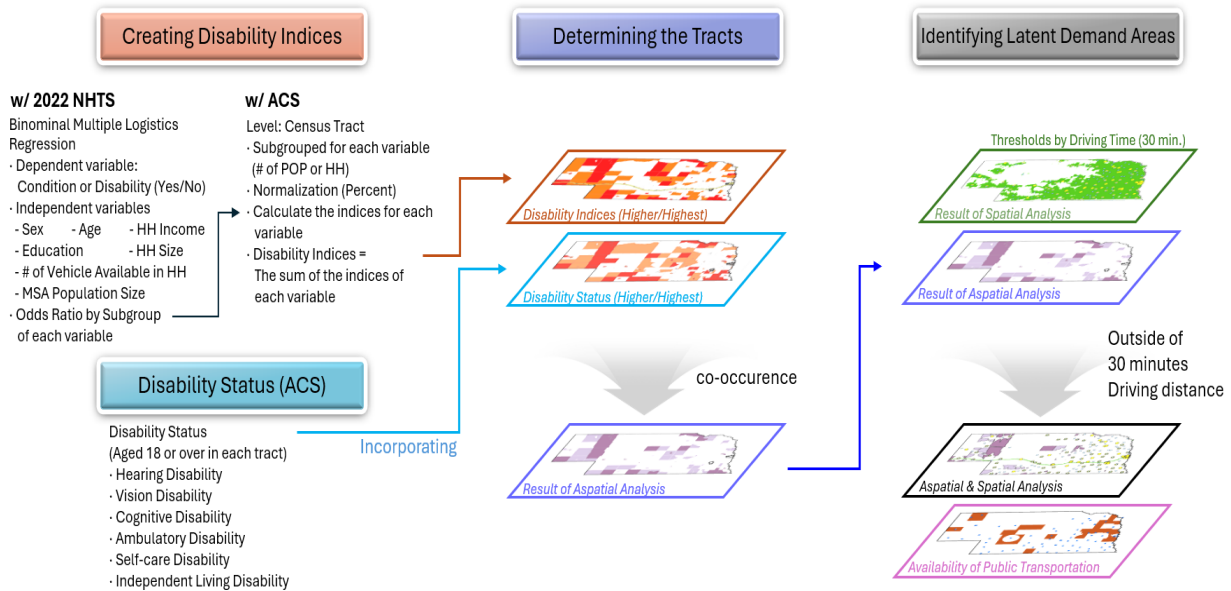 Creating Disability Indices
w/ 2022 NHTS
Binominal Multiple Logistics
Regression
· Dependent variable:
Condition or Disability (Yes/No)
· Independent variables
- Sex - Age - HH Income
- Education - HH Size
- # of Vehicle Available in HH
- MSA Population Size
· Odds Ratio by Subgroup
of each variable
w/ ACS
Level: Census Tract
· Subgrouped for each variable
(# of POP or HH)
· Normalization (Percent)
· Calculate the indices for each
variable
· Disability Indices =
The sum of the indices of
each variable
Disability Status (ACS)
Disability Status
(Aged 18 or over in each tract)
· Hearing Disability
· Vision Disability
· Cognitive Disability
· Ambulatory Disability
· Self-care Disability
· Independent Living Disability
Incorporating
Determining the Tracts
Disability Indices (Higher/Highest)
Disability Status (Higher/Highest)
co-occurence
Result of Aspatial Analysis
Identifying Latent Demand Areas
Thresholds by Driving Time (30 min.)
Result of Spatial Analysis
Result of Aspatial Analysis
Outside of
30 minutes
Driving distance
Aspatial & Spatial Analysis
Availability of Public Transportation